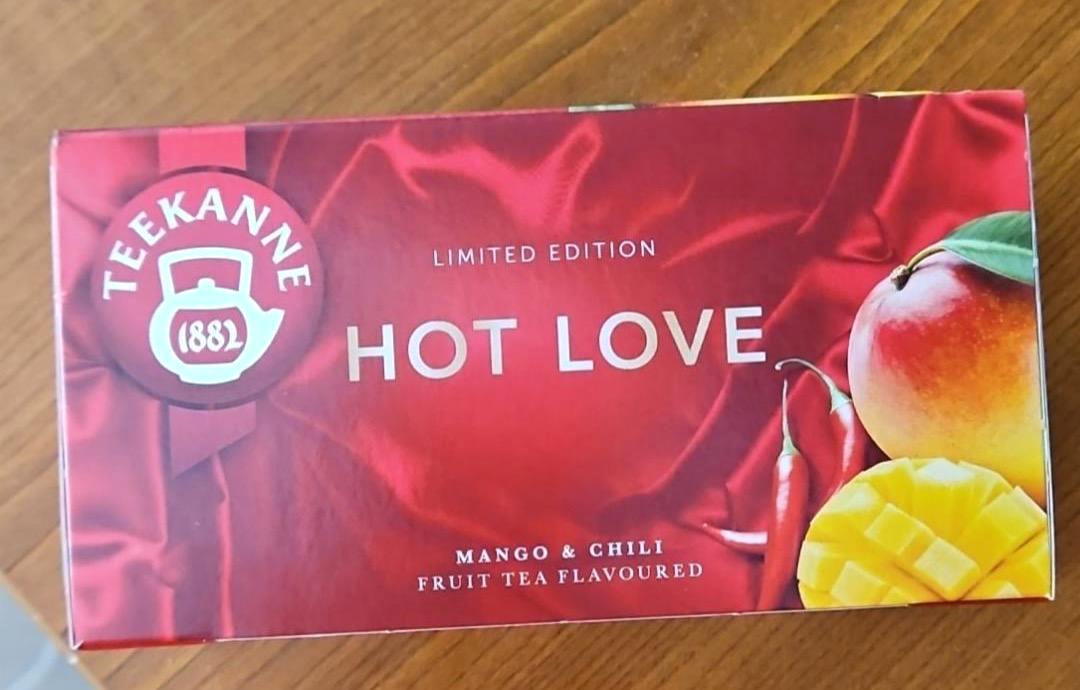 TEEKANNE
1882
LIMITED EDITION
HOT LOVE
MANGO & CHILI
FRUIT TEA FLAVOURED